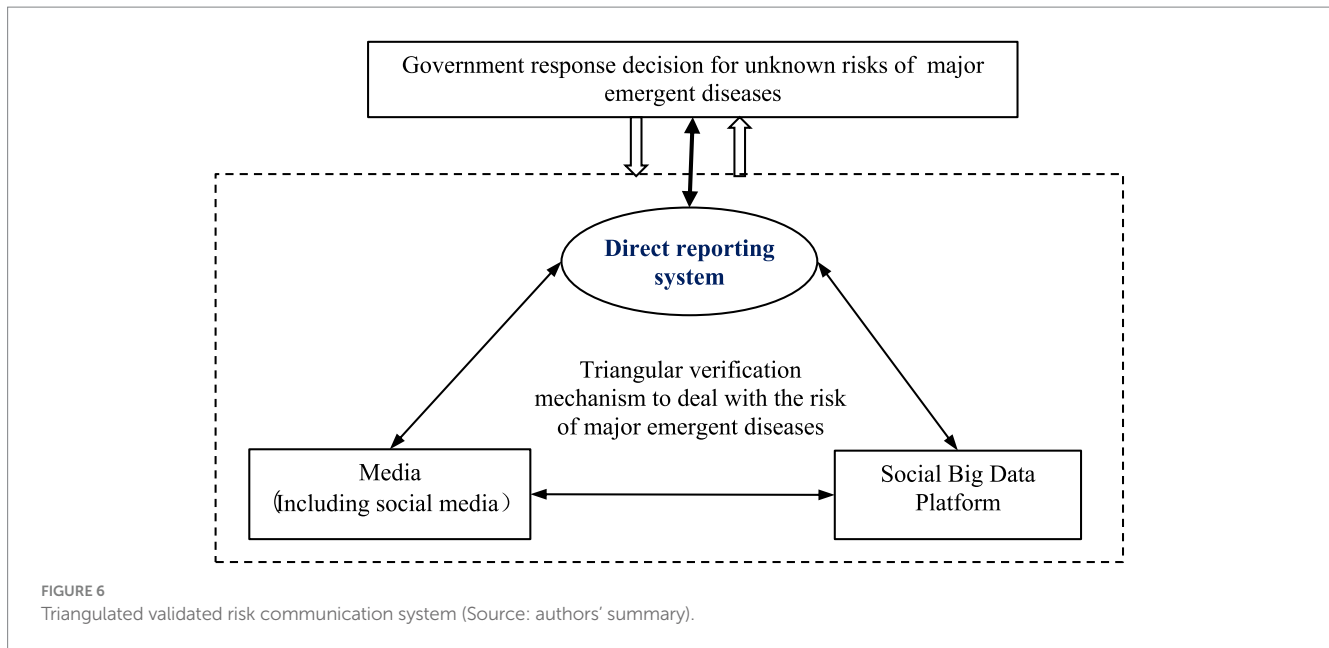 Government response decision for unknown risks of major
emergent diseases
Direct reporting
system
Triangular verification
mechanism to deal with the risk
of major emergent diseases
Media
（Including social media）
Social Big Data
Platform
FIGURE 6
Triangulated validated risk communication system (Source: authors’ summary).